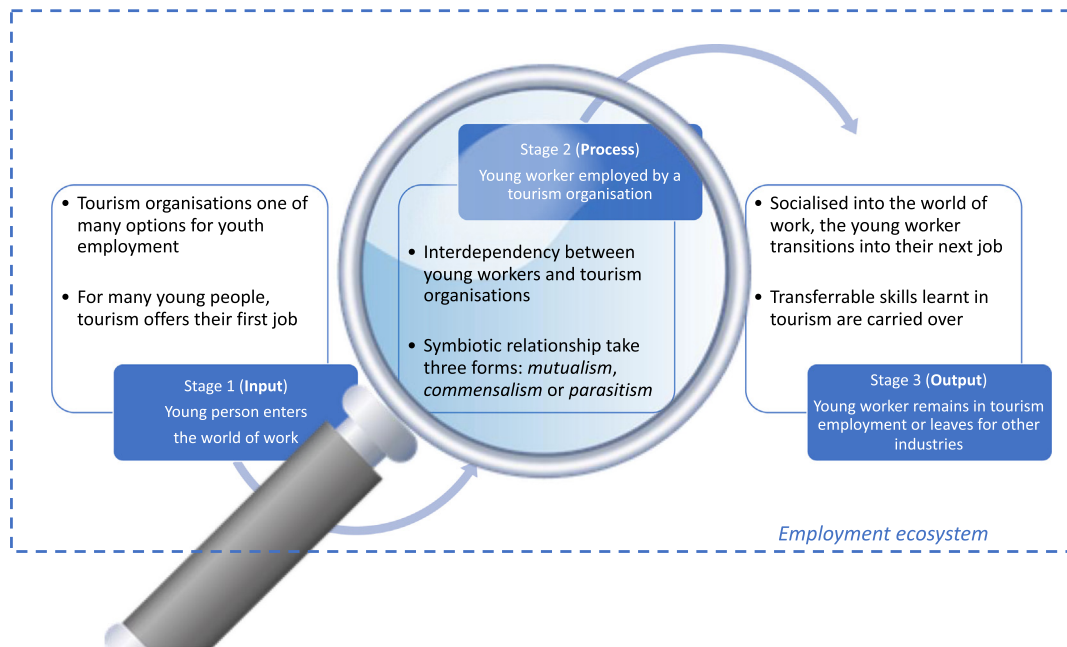 • Tourism organisations one of
many options for youth
employment
• For many young people,
tourism offers their first job
Stage 1 (Input)
Young person enters
the world of work
Stage 2 (Process)
Young worker employed by a
tourism organisation
• Interdependency between
young workers and tourism
organisations
• Symbiotic relationship take
three forms: mutualism,
commensalism or parasitism
• Socialised into the world of
work, the young worker
transitions into their next job
• Transferrable skills learnt in
tourism are carried over
Stage 3 (Output)
Young worker remains in tourism
employment or leaves for other
industries
Employment ecosystem